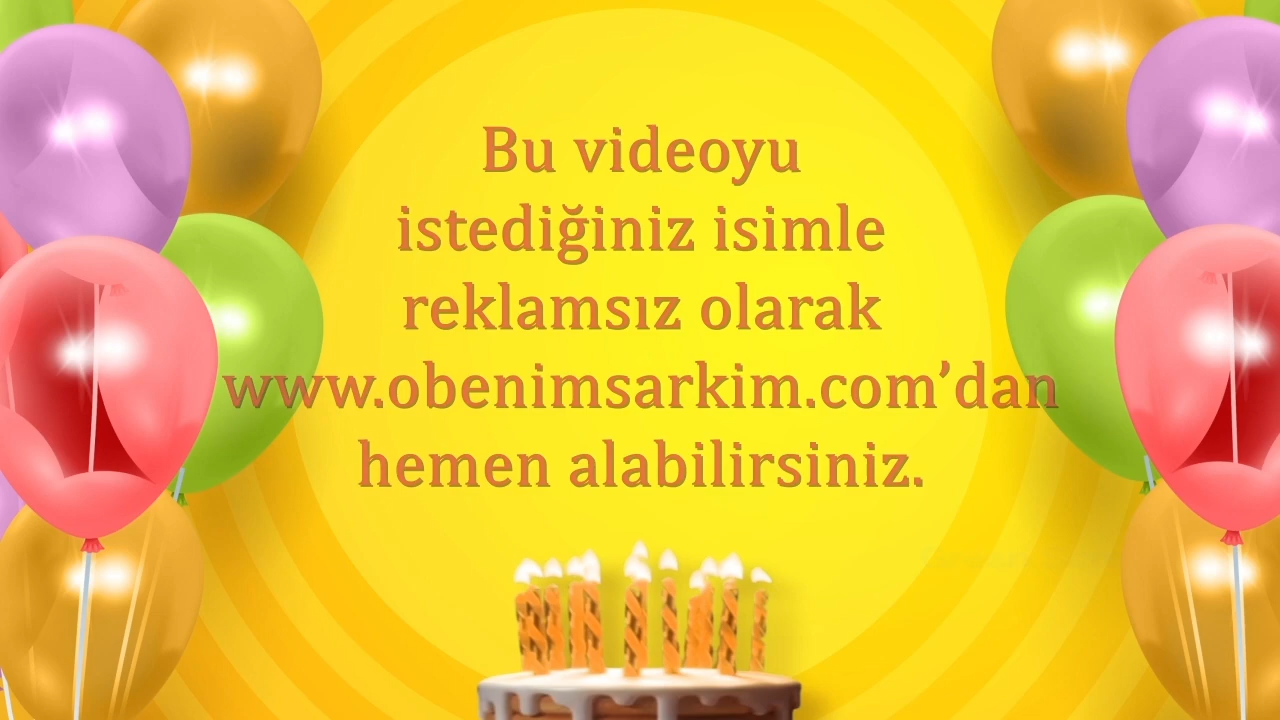 Bu videoyu
istediğiniz isimle
reklamsız olarak
www.obenimsarkim.com’dan
hemen alabilirsiniz.